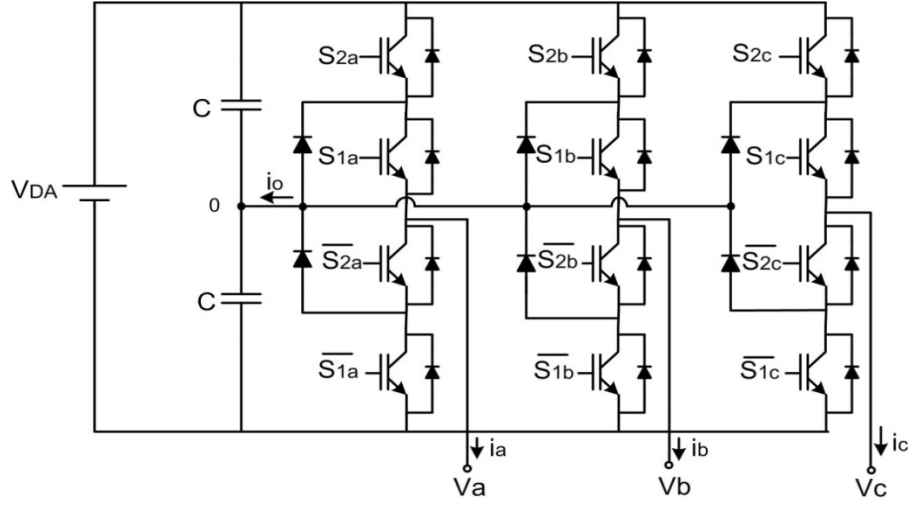 S2a S2b S2c
C
S1a S1b S1c
VDA
io
0
S2a S2b S2c
C
S1a S1b S1c
ia ib ic
Va Vb Vc